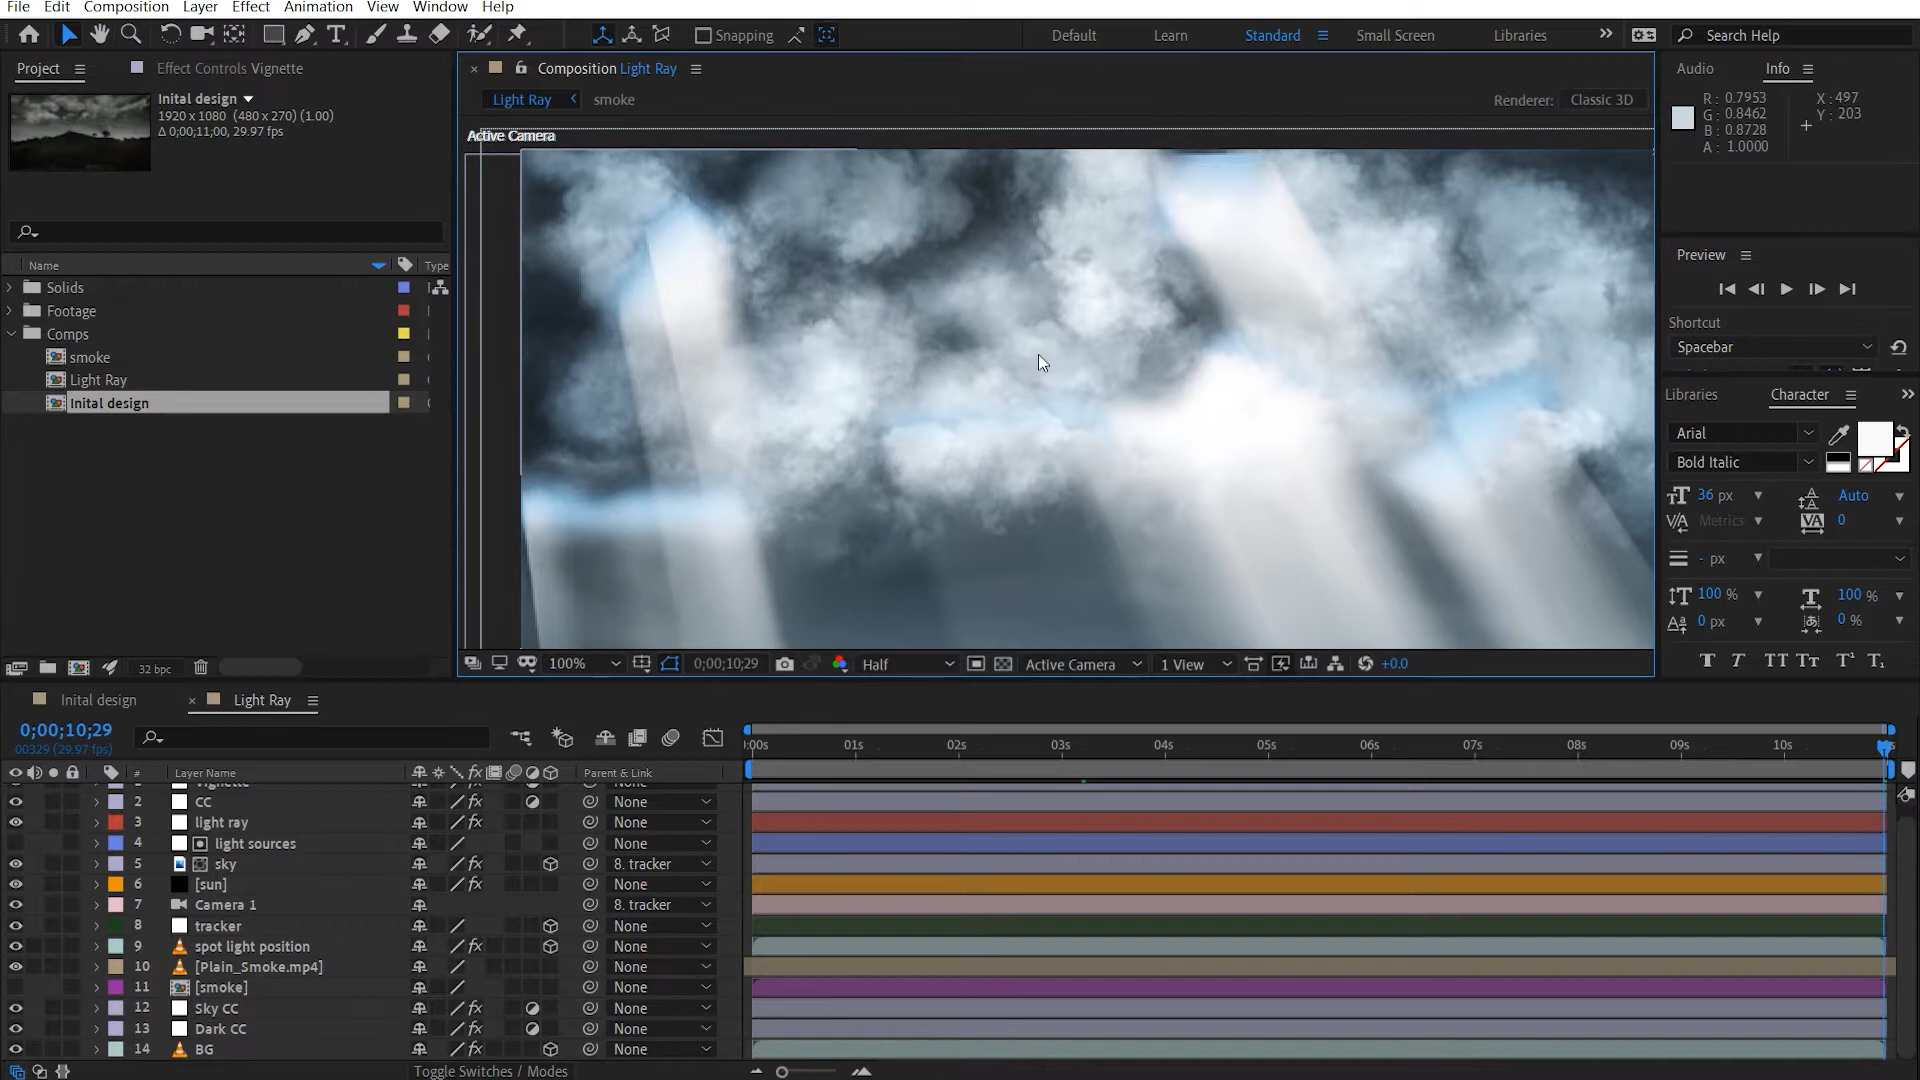 File Edit Composition Layer Effect Animation View Window Help
Snapping
Default Learn Standard Small Screen Libraries
Search Help
Project
Effect Controls Vignette
Inital design
1920 x 1080 (480 x 270) (1.00)
Δ 0;00;11;00, 29.97 fps
Name Type
Solids
Footage
Comps
smoke
Light Ray
Inital design
32 bpc
Composition Light Ray
Light Ray smoke
Renderer: Classic 3D
Active Camera
100% 0;00;10;29 Half Active Camera 1 View +0.0
Audio Info
R: 0.7953
G: 0.8462
B: 0.8728
A: 1.0000
X: 497
Y: 203
Preview
Shortcut
Spacebar
Libraries Character
Arial
Bold Italic
36 px Auto
Metrics 0
- px
100 % 100 %
0 px 0 %
T T TT Tt T¹ T₁
Inital design Light Ray
0;00;10;29
00329 (29.97 fps)
:00s 01s 02s 03s 04s 05s 06s 07s 08s 09s 10s
# Layer Name Parent & Link
2 CC None
3 light ray None
4 light sources None
5 sky 8. tracker
6 [sun] None
7 Camera 1 8. tracker
8 tracker None
9 spot light position None
10 [Plain_Smoke.mp4] None
11 [smoke] None
12 Sky CC None
13 Dark CC None
14 BG None
Toggle Switches / Modes